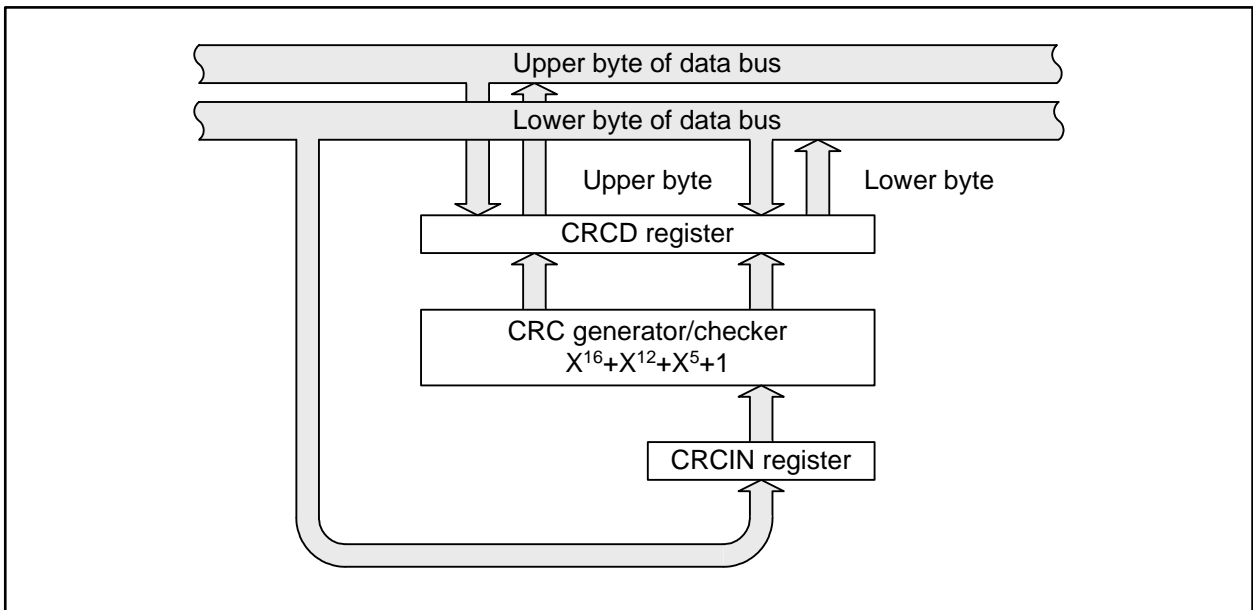 Upper byte of data bus
Lower byte of data bus
Upper byte
Lower byte
CRCD register
CRC generator/checker
X¹⁶+X¹²+X⁵+1
CRCIN register